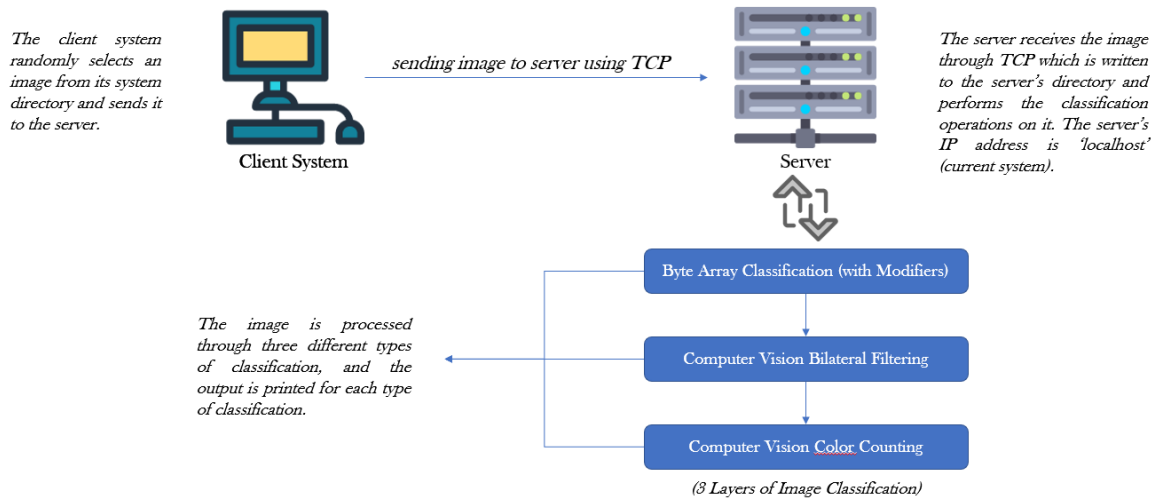 The client system
randomly selects an
image from its system
directory and sends it
to the server.
sending image to server using TCP
Client System
Server
The server receives the image
through TCP which is written
to the server's directory and
performs the classification
operations on it. The server's
IP address is 'localhost'
(current system).
Byte Array Classification (with Modifiers)
Computer Vision Bilateral Filtering
Computer Vision Color Counting
(3 Layers of Image Classification)
The image is processed
through three different types
of classification, and the
output is printed for each type
of classification.